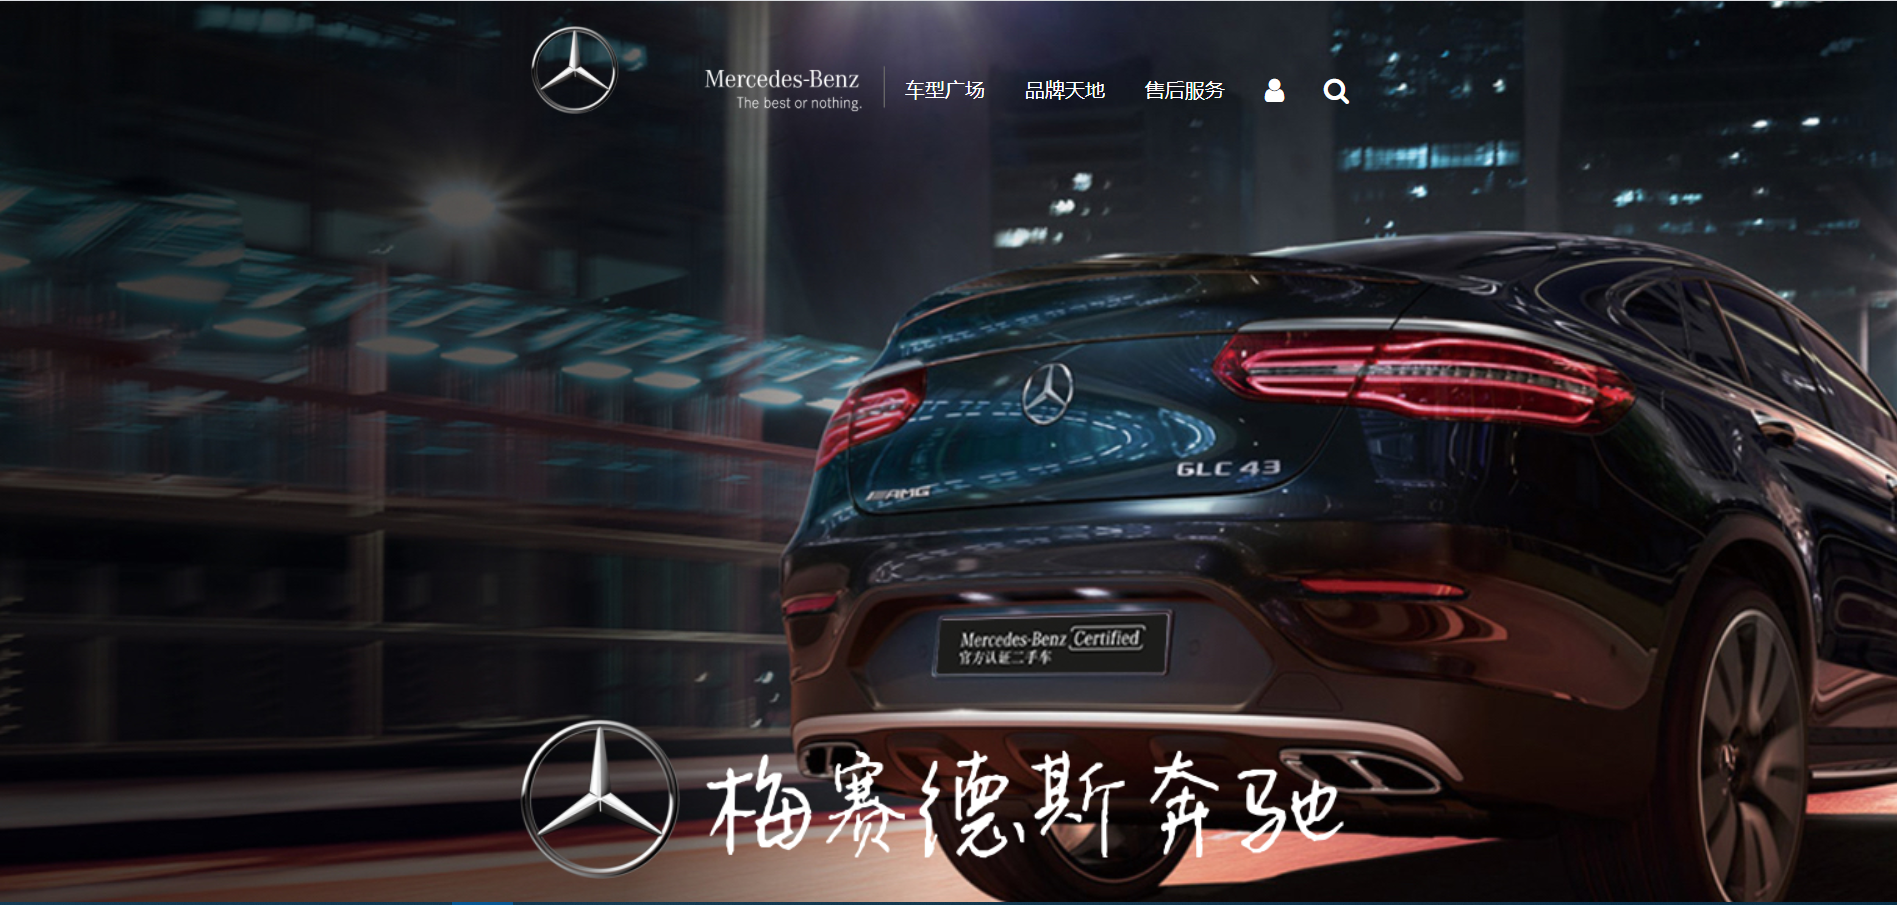 Mercedes-Benz
The best or nothing.
车型广场 品牌天地 售后服务
GLC 43
AMG
Mercedes-Benz Certified
官方认证二手车
梅赛德斯奔驰